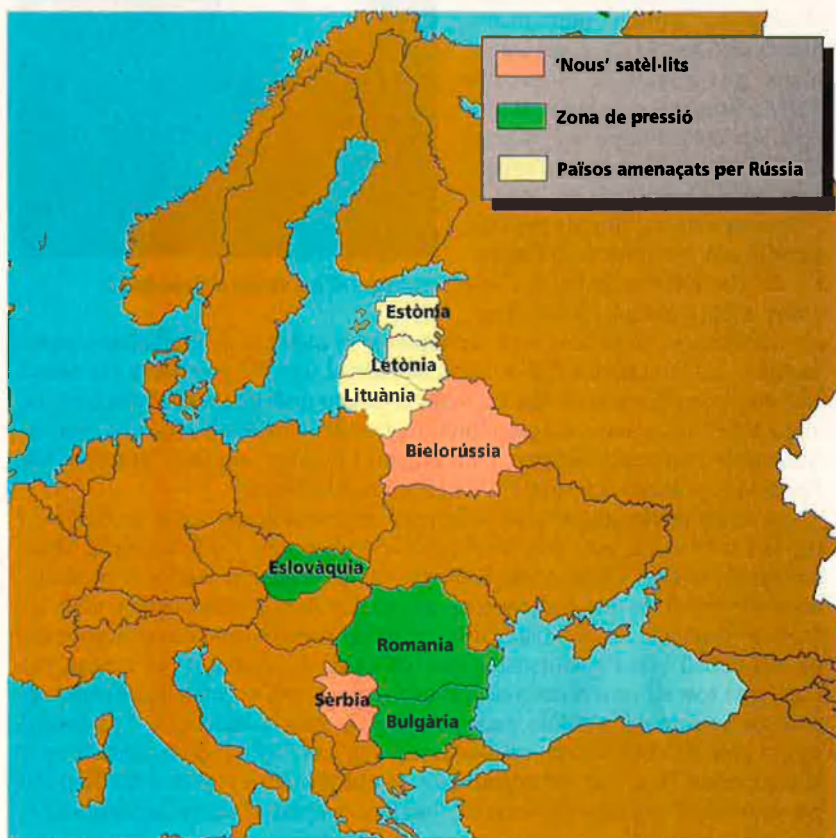 'Nous' satèl·lits
Zona de pressió
Països amenaçats per Rússia
Estònia
Letònia
Lituània
Bielorússia
Eslovàquia
Romania
Sèrbia
Bulgària